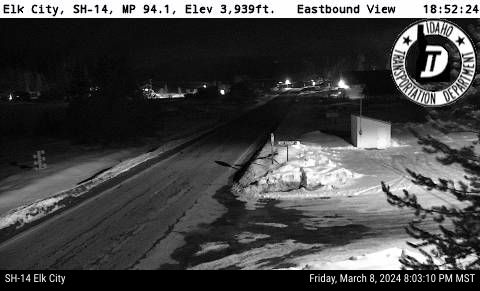 Elk City, SH-14, MP 94.1, Elev 3,939ft. Eastbound View 18:52:24
IDAHO
TRANSPORTATION DEPARTMENT
SH-14 Elk City Friday, March 8, 2024 8:03:10 PM MST